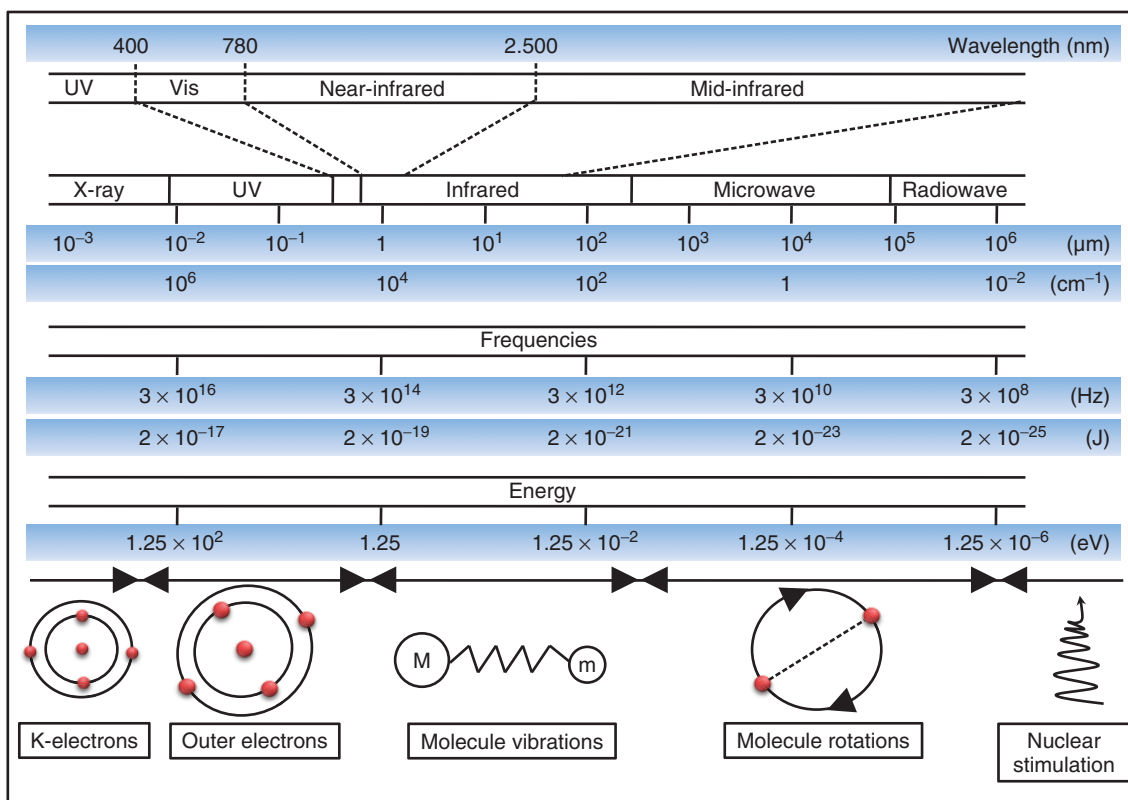 400 780 2.500 Wavelength (nm)
UV Vis Near-infrared Mid-infrared
X-ray UV Infrared Microwave Radiowave
10⁻³ 10⁻² 10⁻¹ 1 10¹ 10² 10³ 10⁴ 10⁵ 10⁶ (µm)
10⁶ 10⁴ 10² 1 10⁻² (cm⁻¹)
Frequencies
3 × 10¹⁶ 3 × 10¹⁴ 3 × 10¹² 3 × 10¹⁰ 3 × 10⁸ (Hz)
2 × 10⁻¹⁷ 2 × 10⁻¹⁹ 2 × 10⁻²¹ 2 × 10⁻²³ 2 × 10⁻²⁵ (J)
Energy
1.25 × 10² 1.25 1.25 × 10⁻² 1.25 × 10⁻⁴ 1.25 × 10⁻⁶ (eV)
M m
K-electrons Outer electrons Molecule vibrations Molecule rotations Nuclear
stimulation